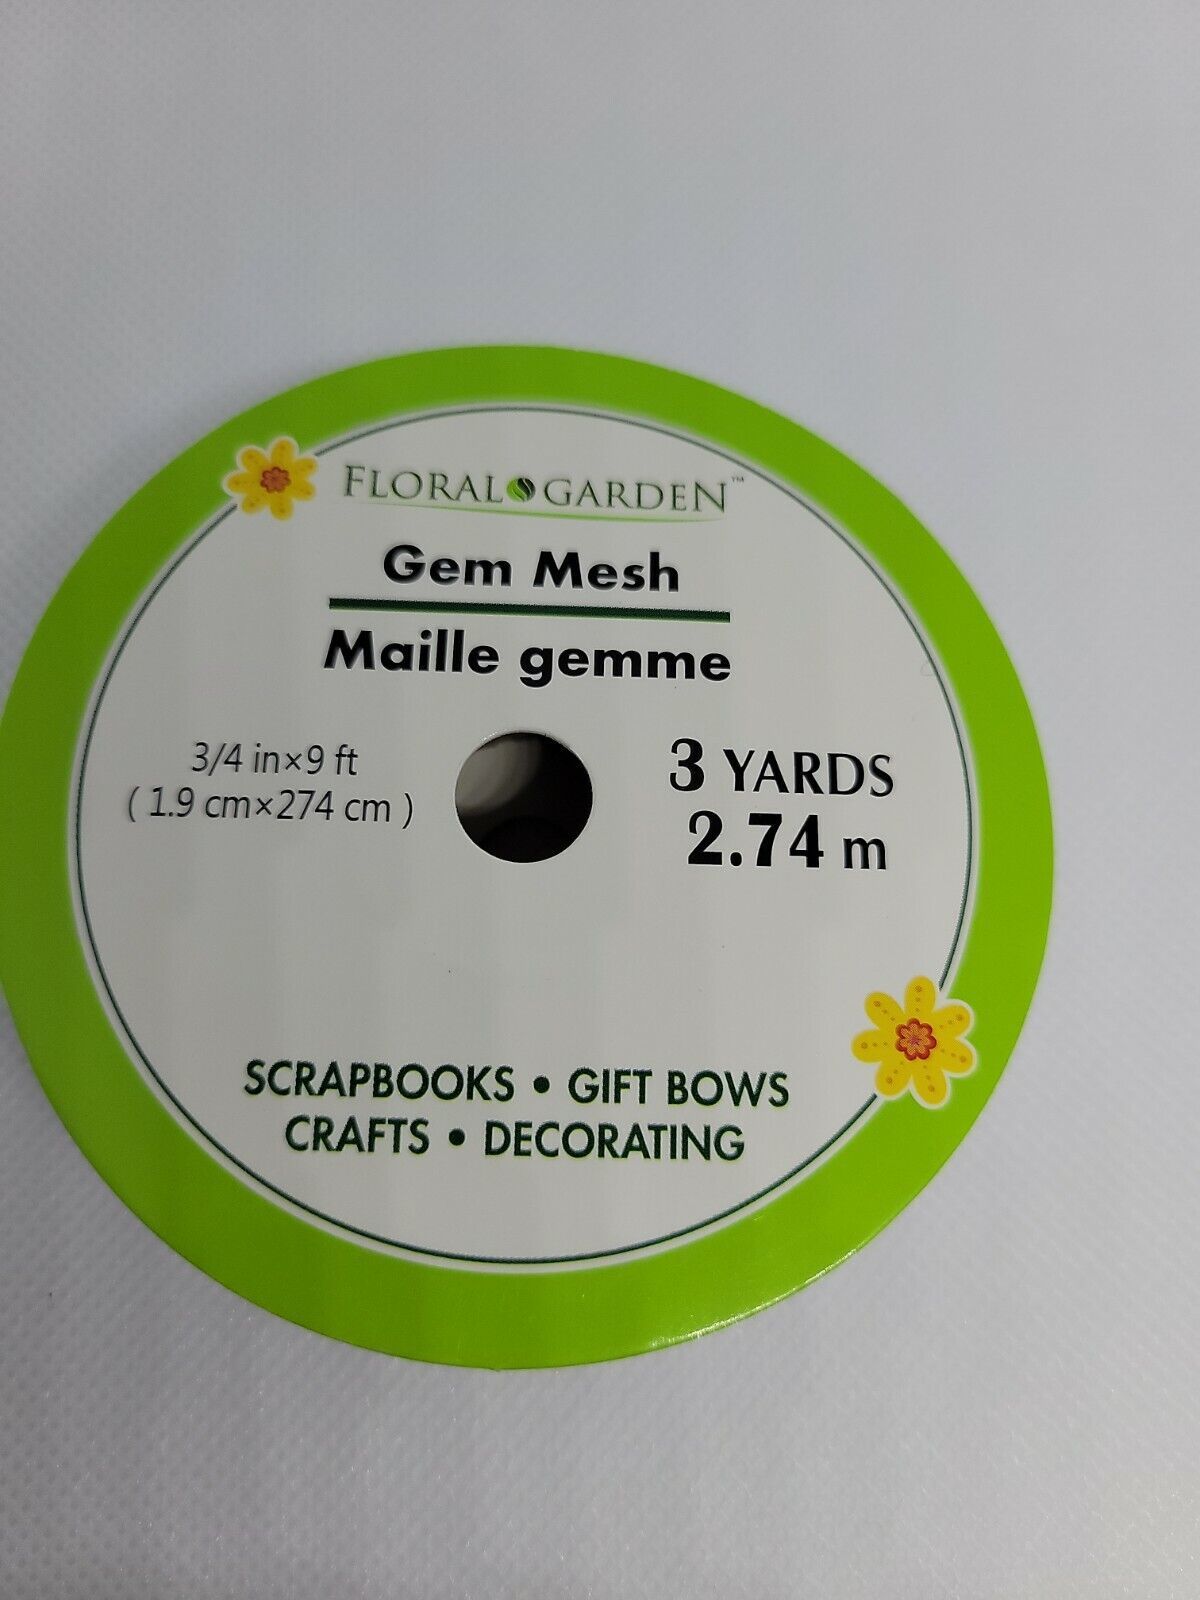 FLORAL GARDEN™
Gem Mesh
Maille gemme
3/4 in×9 ft
( 1.9 cm×274 cm )
3 YARDS
2.74 m
SCRAPBOOKS • GIFT BOWS
CRAFTS • DECORATING